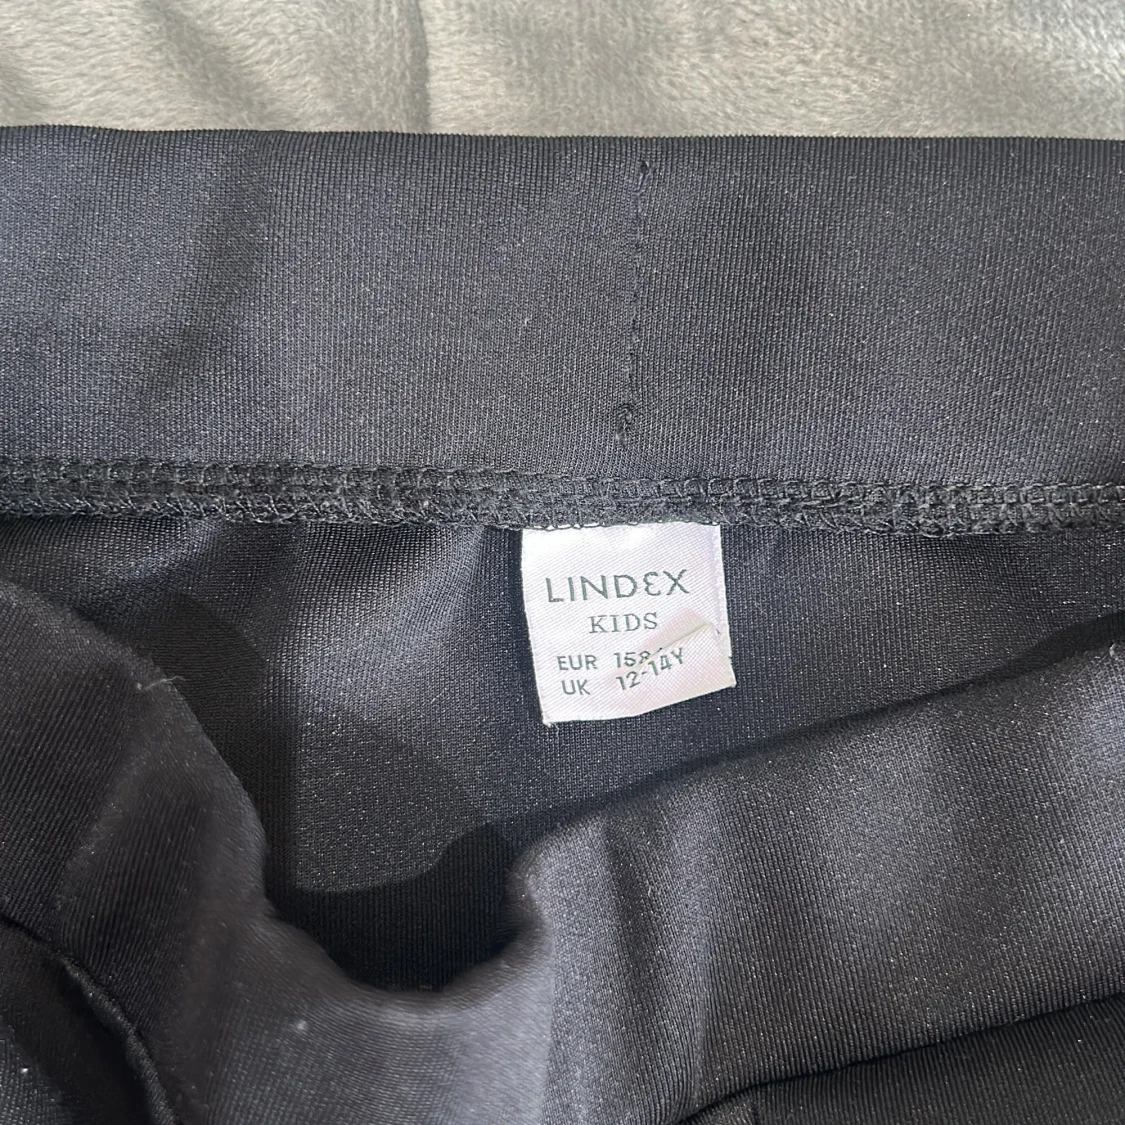 LINDEX
KIDS
EUR
UK 12-14Y